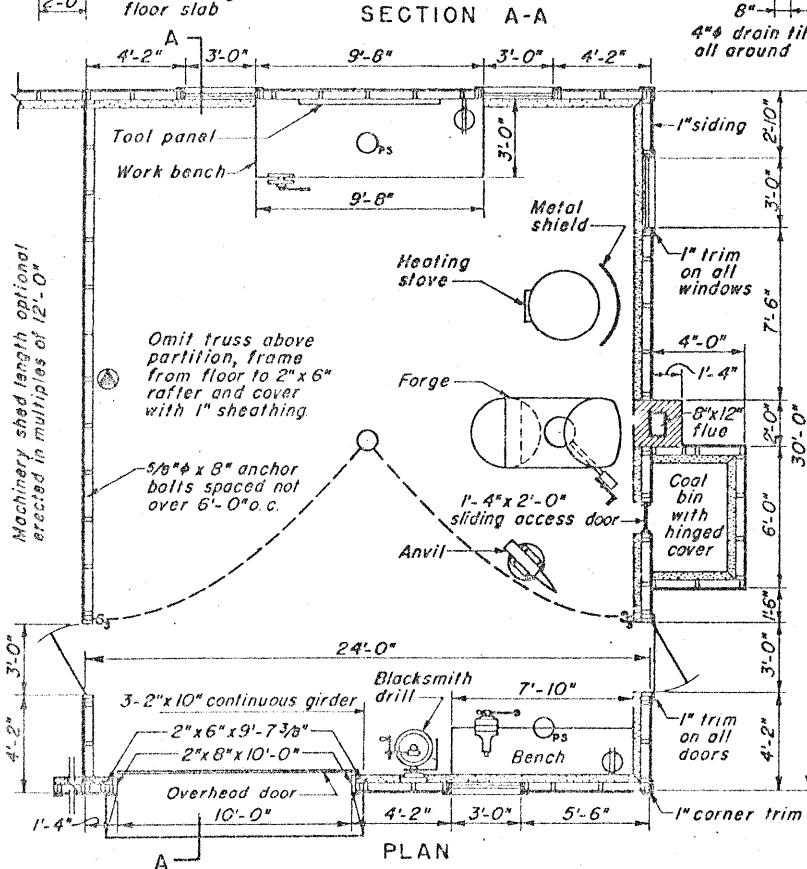 2'-0"
floor slab
SECTION A-A
8"
4"φ drain til
all around
A
4'-2"
3'-0"
9'-8"
3'-0"
4'-2"
Tool panel
Work bench
PS
3'-0"
9'-8"
1" siding
2'-10"
3'-0"
Metal
shield
Heating
stove
1" trim
on all
windows
7'-6"
4'-0"
1'-4"
Machinery shed length optional
erected in multiples of 12'-0"
Omit truss above
partition, frame
from floor to 2" x 6"
rafter and cover
with 1" sheathing.
Forge
8"x12"
flue
2'-0"
30'-0"
5/8"φ x 8" anchor
bolts spaced not
over 6'-0" o.c.
1'-4" x 2'-0"
sliding access door
Coal
bin
with
hinged
cover
6'-0"
Anvil
S3
S3
1'-6"
3'-0"
24'-0"
3'-0"
3-2"x10" continuous girder
Blacksmith
drill
7'-10"
PS
Bench
1" trim
on all
doors
4'-2"
4'-2"
2"x6"x9'-7 3/8"
2"x8"x10'-0"
Overhead door
1'-4"
10'-0"
4'-2"
3'-0"
5'-6"
1" corner trim
A
PLAN